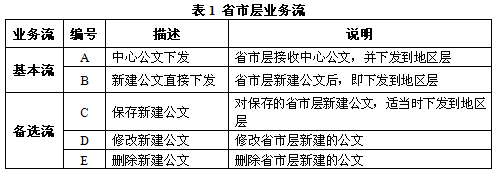 表 1 省市层业务流
业务流 编号 描述 说明
基本流 A 中心公文下发 省市层接收中心公文，并下发到地区层
B 新建公文直接下发 省市层新建公文后，即下发到地区层
备选流 C 保存新建公文 对保存的省市层新建公文，适当时下发到地区
层
D 修改新建公文 修改省市层新建的公文
E 删除新建公文 删除省市层新建的公文